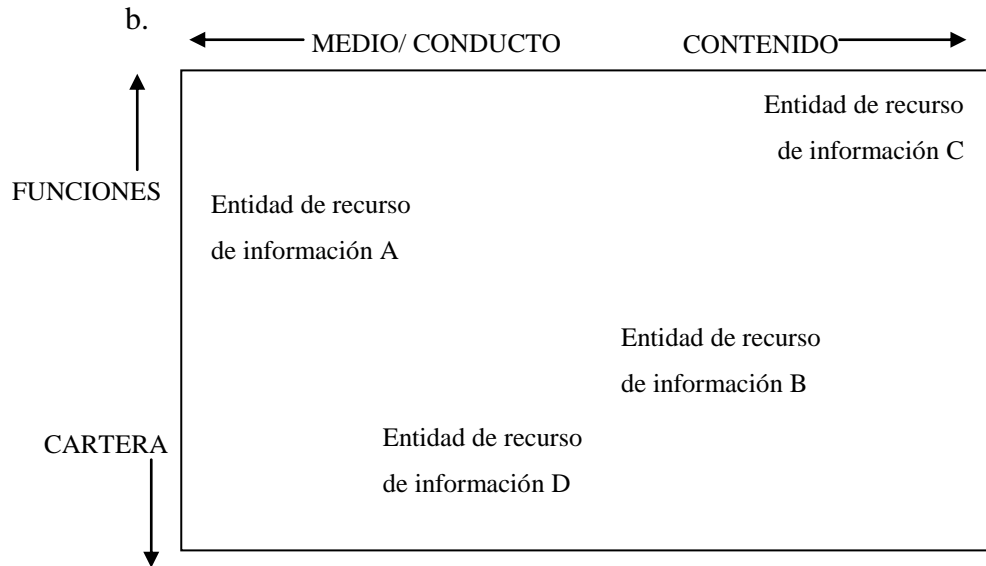 b.
MEDIO/ CONDUCTO
CONTENIDO
Entidad de recurso
de información C
FUNCIONES
Entidad de recurso
de información A
Entidad de recurso
de información B
CARTERA
Entidad de recurso
de información D